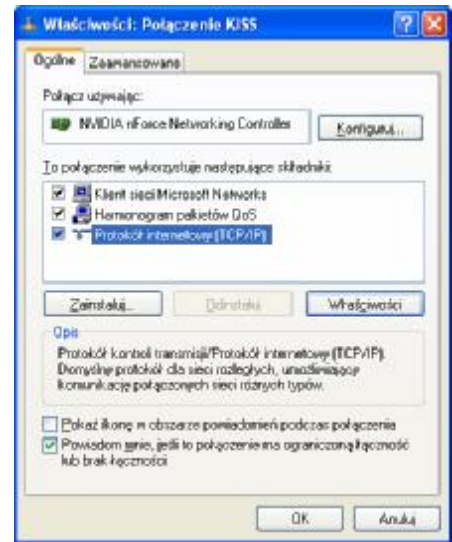 Właściwości: Połączenie KISS
Ogólne Zaawansowane
Połącz używając:
NVIDIA nForce Networking Controller
Konfiguruj...
To połączenie wykorzystuje następujące składniki:
Klient sieci Microsoft Networks
Harmonogram pakietów QoS
Protokół internetowy (TCP/IP)
Zainstaluj... Odinstaluj Właściwości
Opis
Protokół kontroli transmisji/Protokół internetowy (TCP/IP).
Domyślny protokół dla sieci rozległych, umożliwiający
komunikację połączonych sieci różnych typów.
Pokaż ikonę w obszarze powiadomień podczas połączenia
Powiadom mnie, jeśli to połączenie ma ograniczoną łączność
lub brak łączności
OK Anuluj